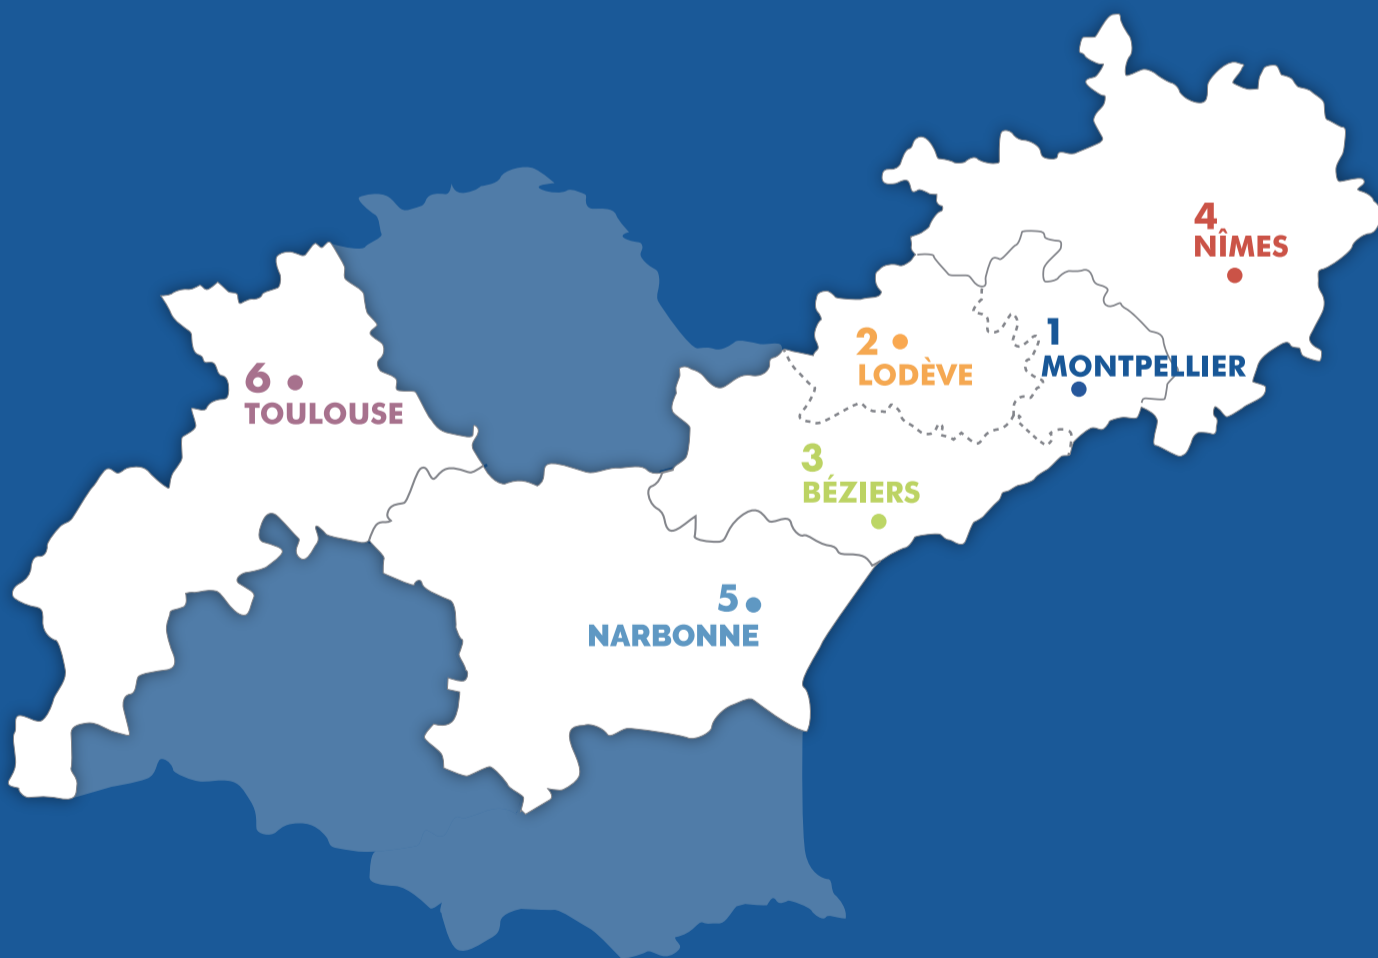 1
MONTPELLIER
2
LODÈVE
3
BÉZIERS
4
NÎMES
5
NARBONNE
6
TOULOUSE